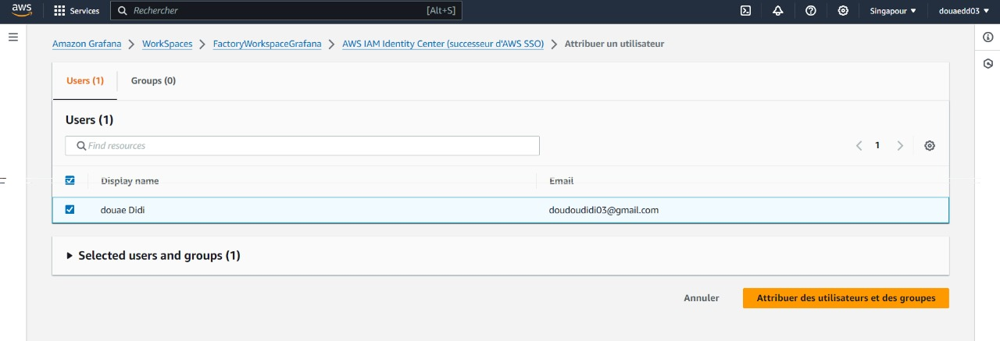 aws Services Rechercher [Alt+S] Singapour douaedd03
Amazon Grafana WorkSpaces FactoryWorkspaceGrafana AWS IAM Identity Center (successeur d'AWS SSO) Attribuer un utilisateur
Users (1) Groups (0)
Users (1)
Find resources 1
Display name Email
douae Didi doudoudidi03@gmail.com
Selected users and groups (1)
Annuler Attribuer des utilisateurs et des groupes